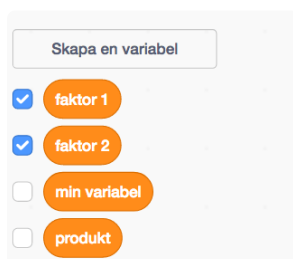 Skapa en variabel
faktor 1
faktor 2
min variabel
produkt